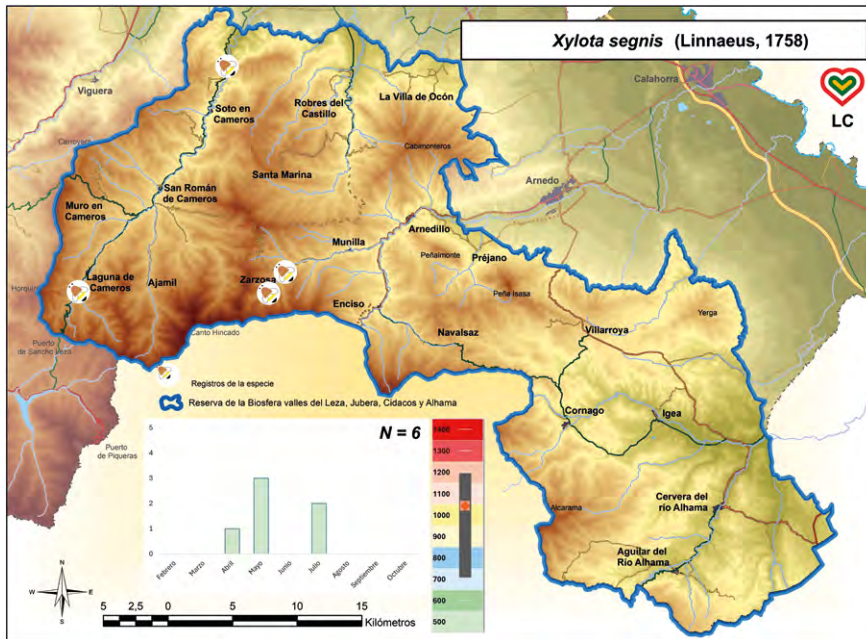 Xylota segnis (Linnaeus, 1758)
Calahorra
LC
Viguera
Soto en
Cameros
Robres del
Castillo
La Villa de Ocón
Cabimonteros
Santa Marina
San Román
de Cameros
Arnedo
Muro en
Cameros
Arnedillo
Munilla
Peñalmonte
Préjano
Laguna de
Cameros
Ajamil
Zarzosa
Enciso
Peña Isasa
Yerga
Navalsaz
Villarroya
Canto Hincado
Puerto
de Sancho Leza
Registros de la especie
Reserva de la Biosfera valles del Leza, Jubera, Cidacos y Alhama
Cornago
Igea
N = 6
5
4
3
2
1
0
Febrero
Marzo
Abril
Mayo
Junio
Julio
Agosto
Septiembre
Octubre
1400
1300
1200
1100
1000
900
800
700
600
500
Puerto
de Piqueras
Alcarama
Cervera del
río Alhama
Aguilar del
Río Alhama
N
W
E
S
5
2,5
0
5
10
15
Kilómetros